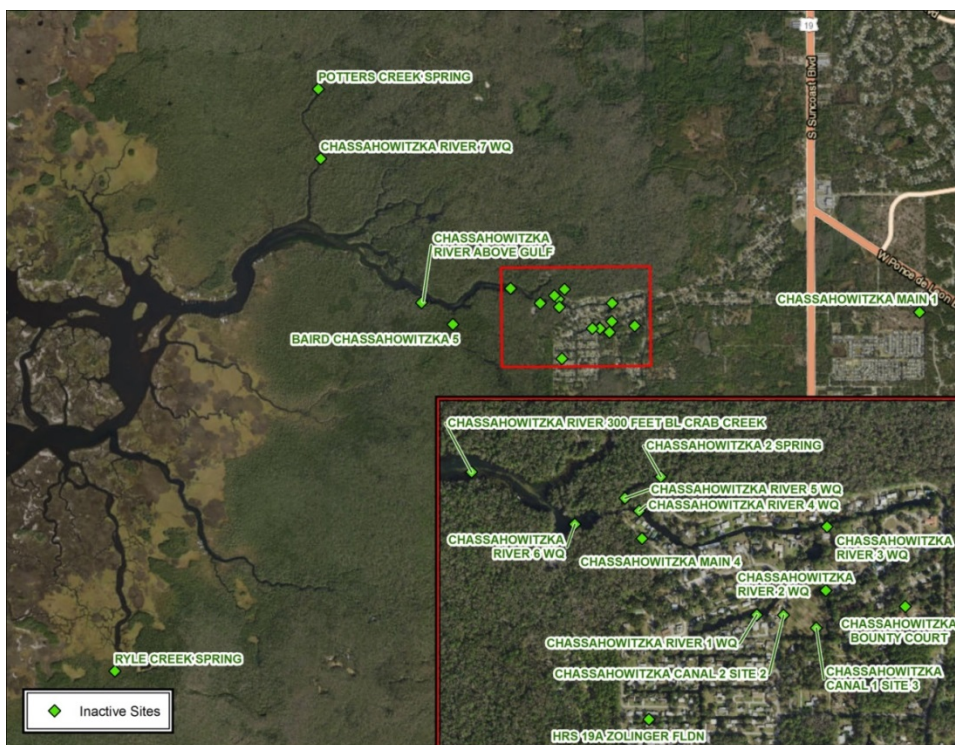 19
S. Suncoast Blvd
POTTERS CREEK SPRING
CHASSAHOWITZKA RIVER 7 WQ
CHASSAHOWITZKA
RIVER ABOVE GULF
W Ponce de Leon
CHASSAHOWITZKA MAIN 1
BAIRD CHASSAHOWITZKA 5
CHASSAHOWITZKA RIVER 300 FEET BL CRAB CREEK
CHASSAHOWITZKA 2 SPRING
CHASSAHOWITZKA RIVER 5 WQ
CHASSAHOWITZKA RIVER 4 WQ
CHASSAHOWITZKA
RIVER 6 WQ
CHASSAHOWITZKA
RIVER 3 WQ
CHASSAHOWITZKA MAIN 4
CHASSAHOWITZKA
RIVER 2 WQ
CHASSAHOWITZKA
BOUNTY COURT
CHASSAHOWITZKA RIVER 1 WQ
CHASSAHOWITZKA CANAL 2 SITE 2
CHASSAHOWITZKA
CANAL 1 SITE 3
RYLE CREEK SPRING
HRS 19A ZOLINGER FLDN
Inactive Sites